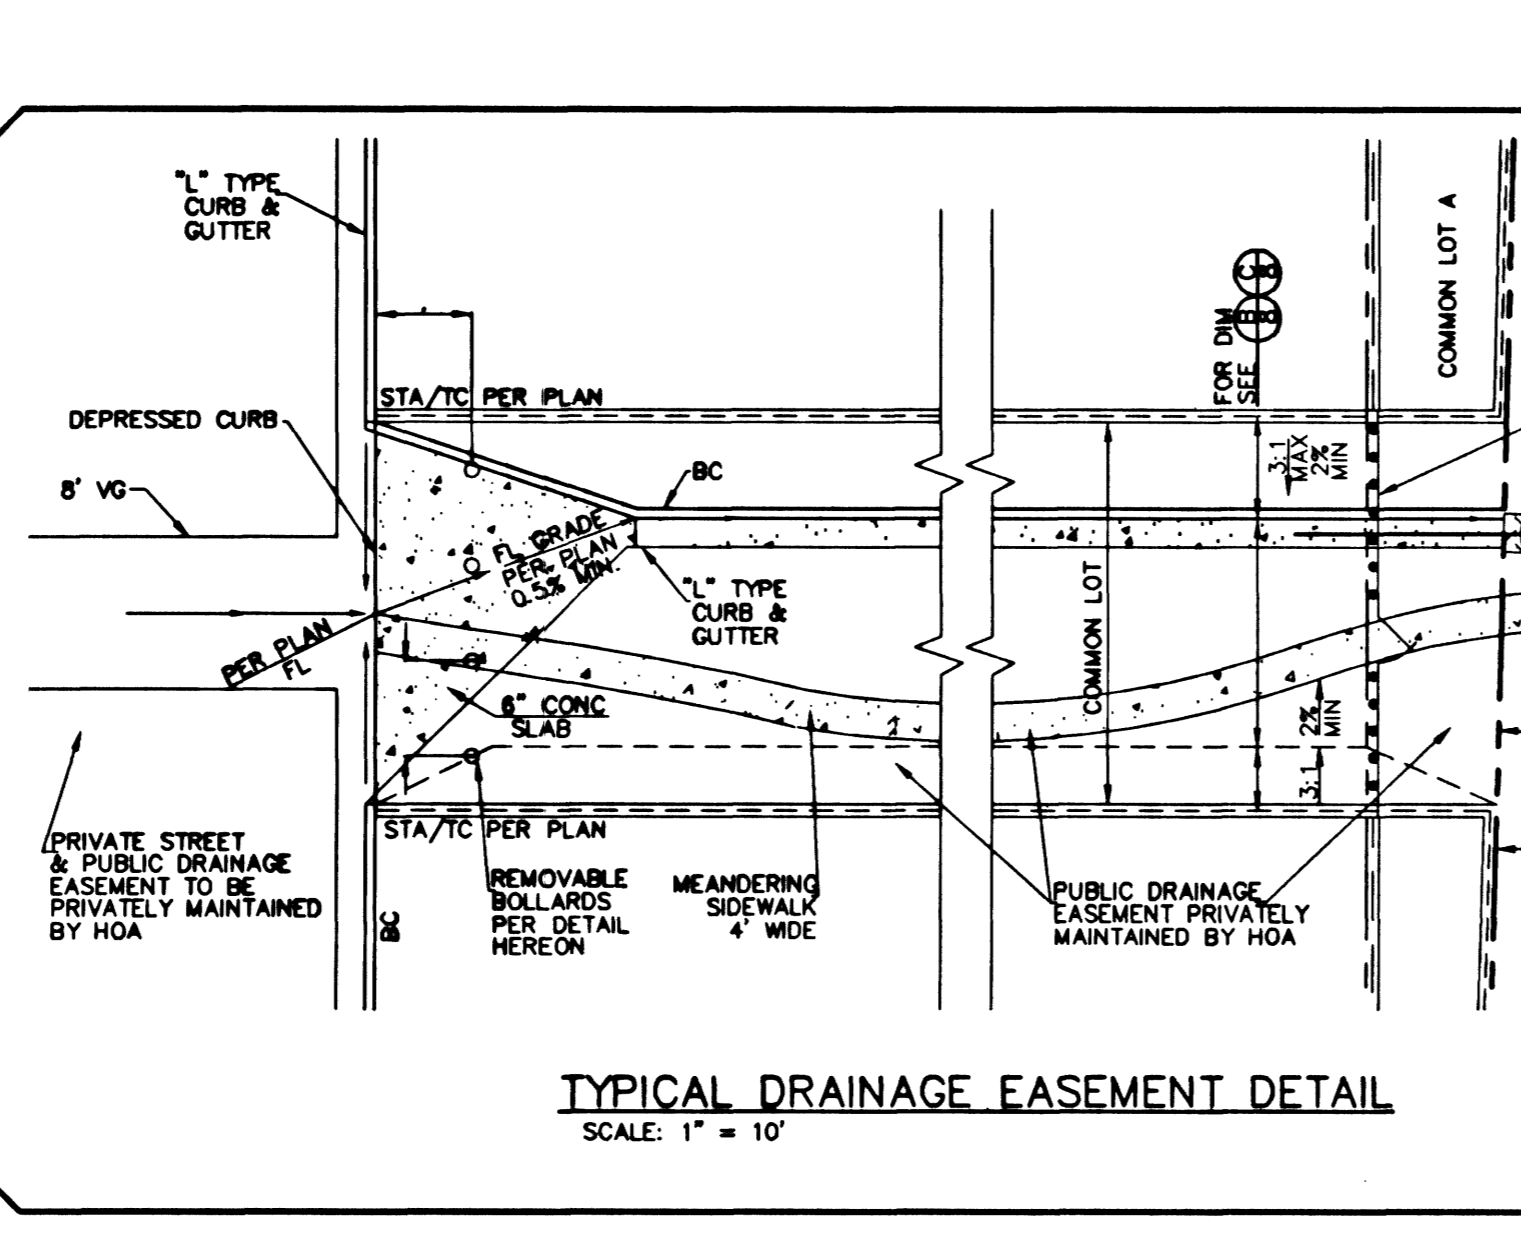 "L" TYPE
CURB &
GUTTER
STA/TC PER PLAN
DEPRESSED CURB
8' VG
BC
FL GRADE
PER PLAN
0.5% MIN.
"L" TYPE
CURB &
GUTTER
PER PLAN
FL
6" CONC
SLAB
FOR DIM
SEE
C
8
B
8
3:1
MAX
2%
MIN
COMMON LOT A
COMMON LOT
2%
MIN
3:1
STA/TC PER PLAN
PRIVATE STREET
& PUBLIC DRAINAGE
EASEMENT TO BE
PRIVATELY MAINTAINED
BY HOA
BC
REMOVABLE
BOLLARDS
PER DETAIL
HEREON
MEANDERING
SIDEWALK
4' WIDE
PUBLIC DRAINAGE
EASEMENT PRIVATELY
MAINTAINED BY HOA
TYPICAL DRAINAGE EASEMENT DETAIL
SCALE: 1" = 10'